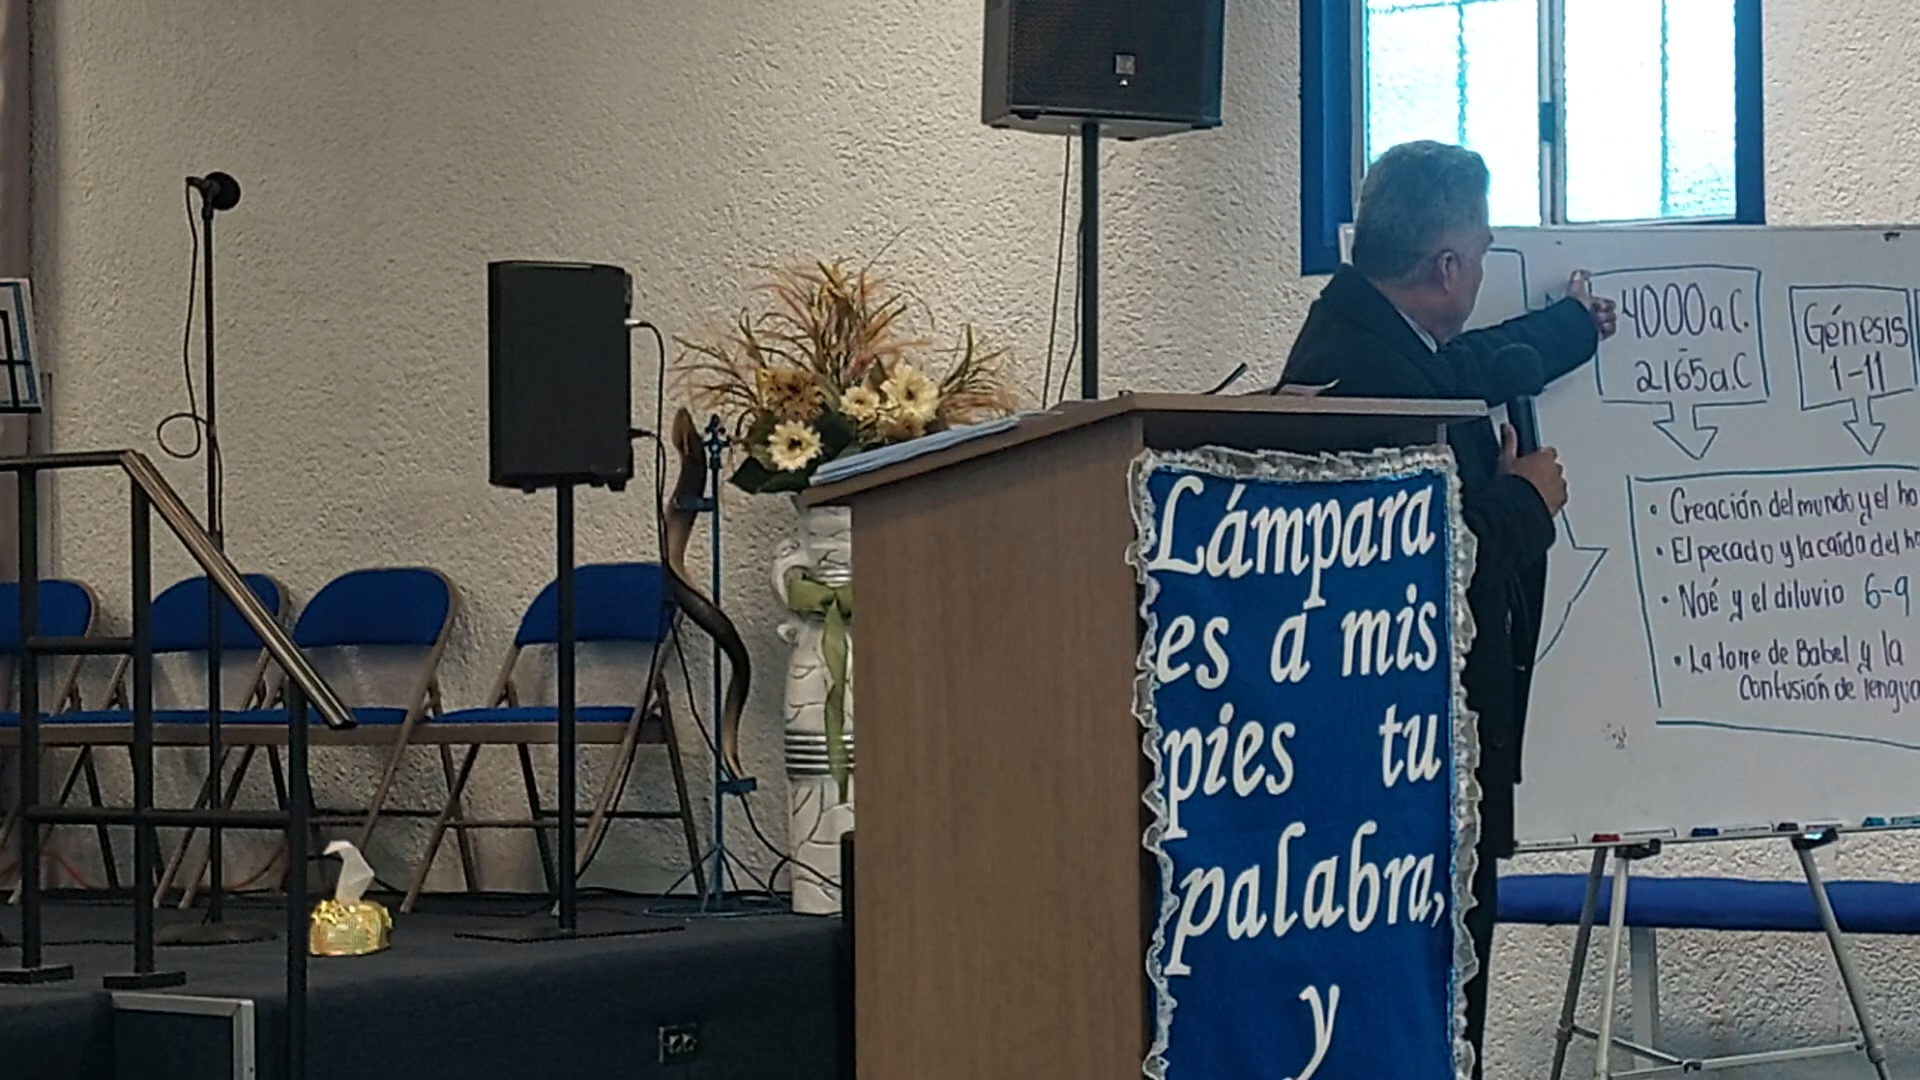 Lámpara
es a mis
pies tu
palabra,
y
4000 a.C.
-
2165 a.C
Génesis
1-11
• Creación del mundo y el ho
• El pecado y la caída del ho
• Noé y el diluvio 6-9
• La torre de Babel y la
Confusión de lengua